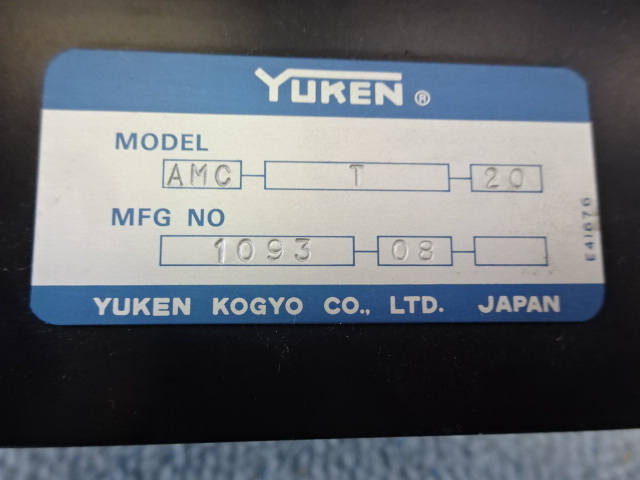 YUKEN ®
MODEL
AMC-T-20
MFG NO
1093-08-
E41676
YUKEN KOGYO CO., LTD. JAPAN